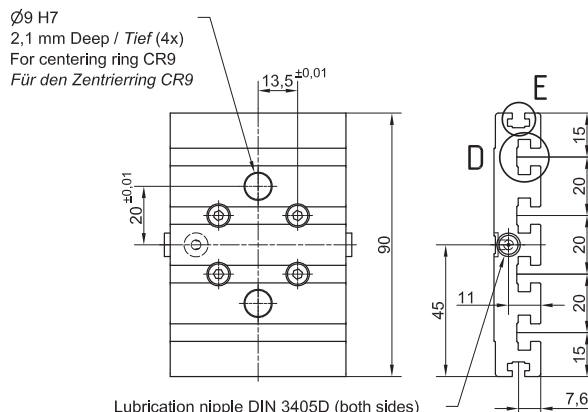 Ø9 H7
2,1 mm Deep / Tief (4x)
For centering ring CR9
Für den Zentrierring CR9
13,5 ±0,01
E
D
15
20 ±0.01
20
90
20
11
45
20
15
7,6
Lubrication nipple DIN 3405D (both sides)